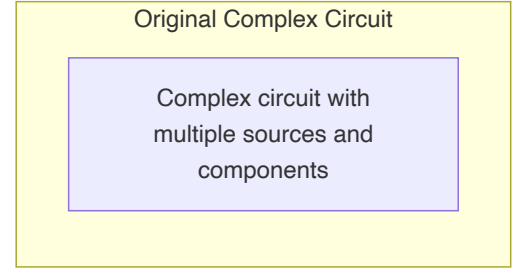 Original Complex Circuit
Complex circuit with
multiple sources and
components